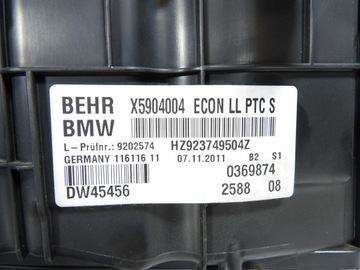 BEHR X5904004 ECON LL PTC S
BMW
L-Prüfnr.: 9202574 HZ923749504Z
GERMANY 116116 11 07.11.2011 B2 S1
0369874
DW45456 2588 08